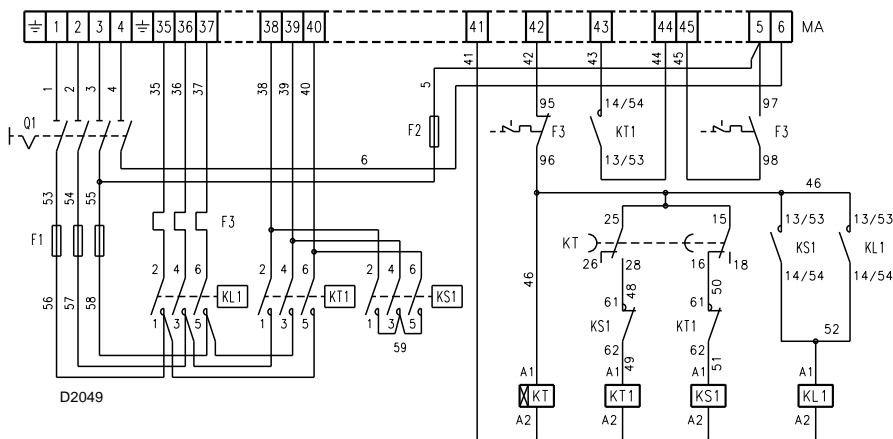 1 2 3 4 35 36 37 38 39 40 41 42 43 44 45 5 6 MA
1 2 3 4 35 36 37 38 39 40 5 41 42 43 44 45
Q1
6
F2
95 14/54 97
F3 KT1 F3
96 13/53 98
46
53 54 55
F1
F3
25 15 13/53 13/53
KT KS1 KL1
26 28 16 18 14/54 14/54
46
48 50
2 4 6 2 4 6 2 4 6
KL1 KT1 KS1
1 3 5 1 3 5 1 3 5
56 57 58
59
61 61
KS1 KT1
62 62
49 51
52
D2049
A1 A1 A1 A1
KT KT1 KS1 KL1
A2 A2 A2 A2